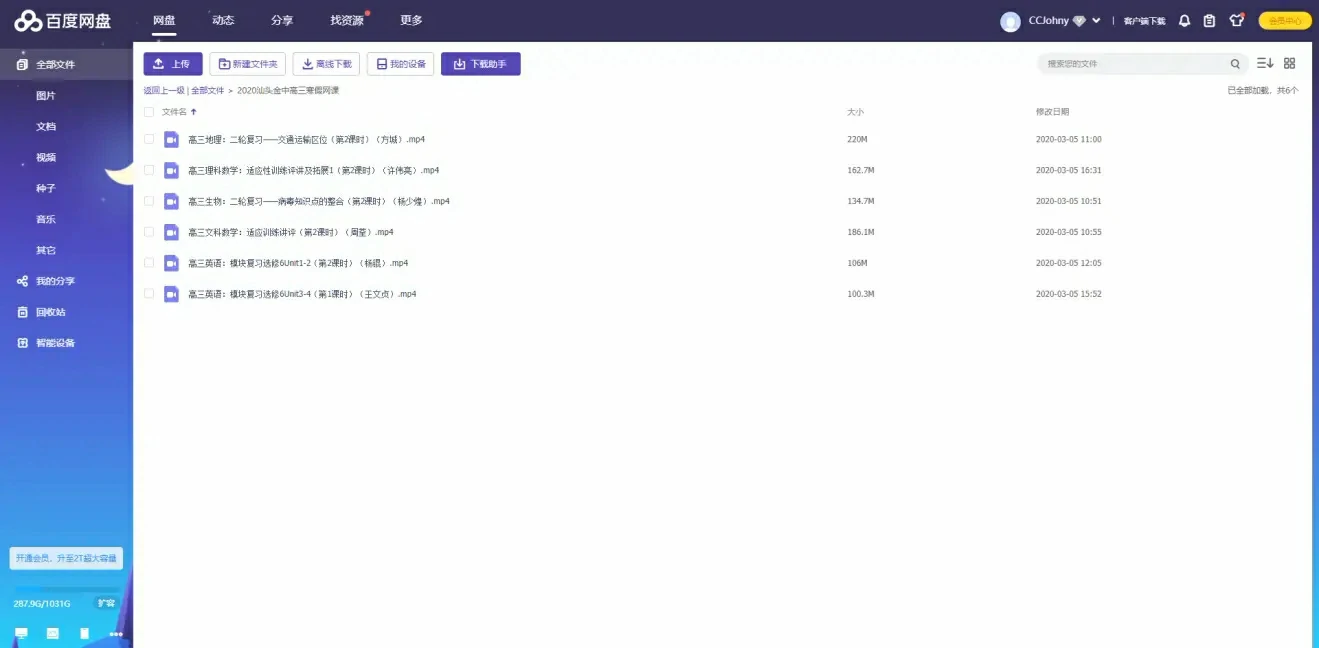 百度网盘 网盘 动态 分享 找资源 更多 CCJohny 客户端下载 会员中心
全部文件
图片
文档
视频
种子
音乐
其它
我的分享
回收站
智能设备
开通会员，升至2T超大容量
287.9G/1031G 扩容
上传 新建文件夹 离线下载 我的设备 下载助手 搜索您的文件
返回上一级 | 全部文件 > 2020汕头金中高三寒假网课 已全部加载，共6个
文件名 大小 修改日期
高三地理：二轮复习——交通运输区位（第2课时）（方城）.mp4 220M 2020-03-05 11:00
高三理科数学：适应性训练评讲及拓展1（第2课时）（许伟亮）.mp4 162.7M 2020-03-05 16:31
高三生物：二轮复习——病毒知识点的整合（第2课时）（杨少煌）.mp4 134.7M 2020-03-05 10:51
高三文科数学：适应训练讲评（第2课时）（周荃）.mp4 186.1M 2020-03-05 10:55
高三英语：模块复习选修6Unit1-2（第2课时）（杨锟）.mp4 106M 2020-03-05 12:05
高三英语：模块复习选修6Unit3-4（第1课时）（王文贞）.mp4 100.3M 2020-03-05 15:52